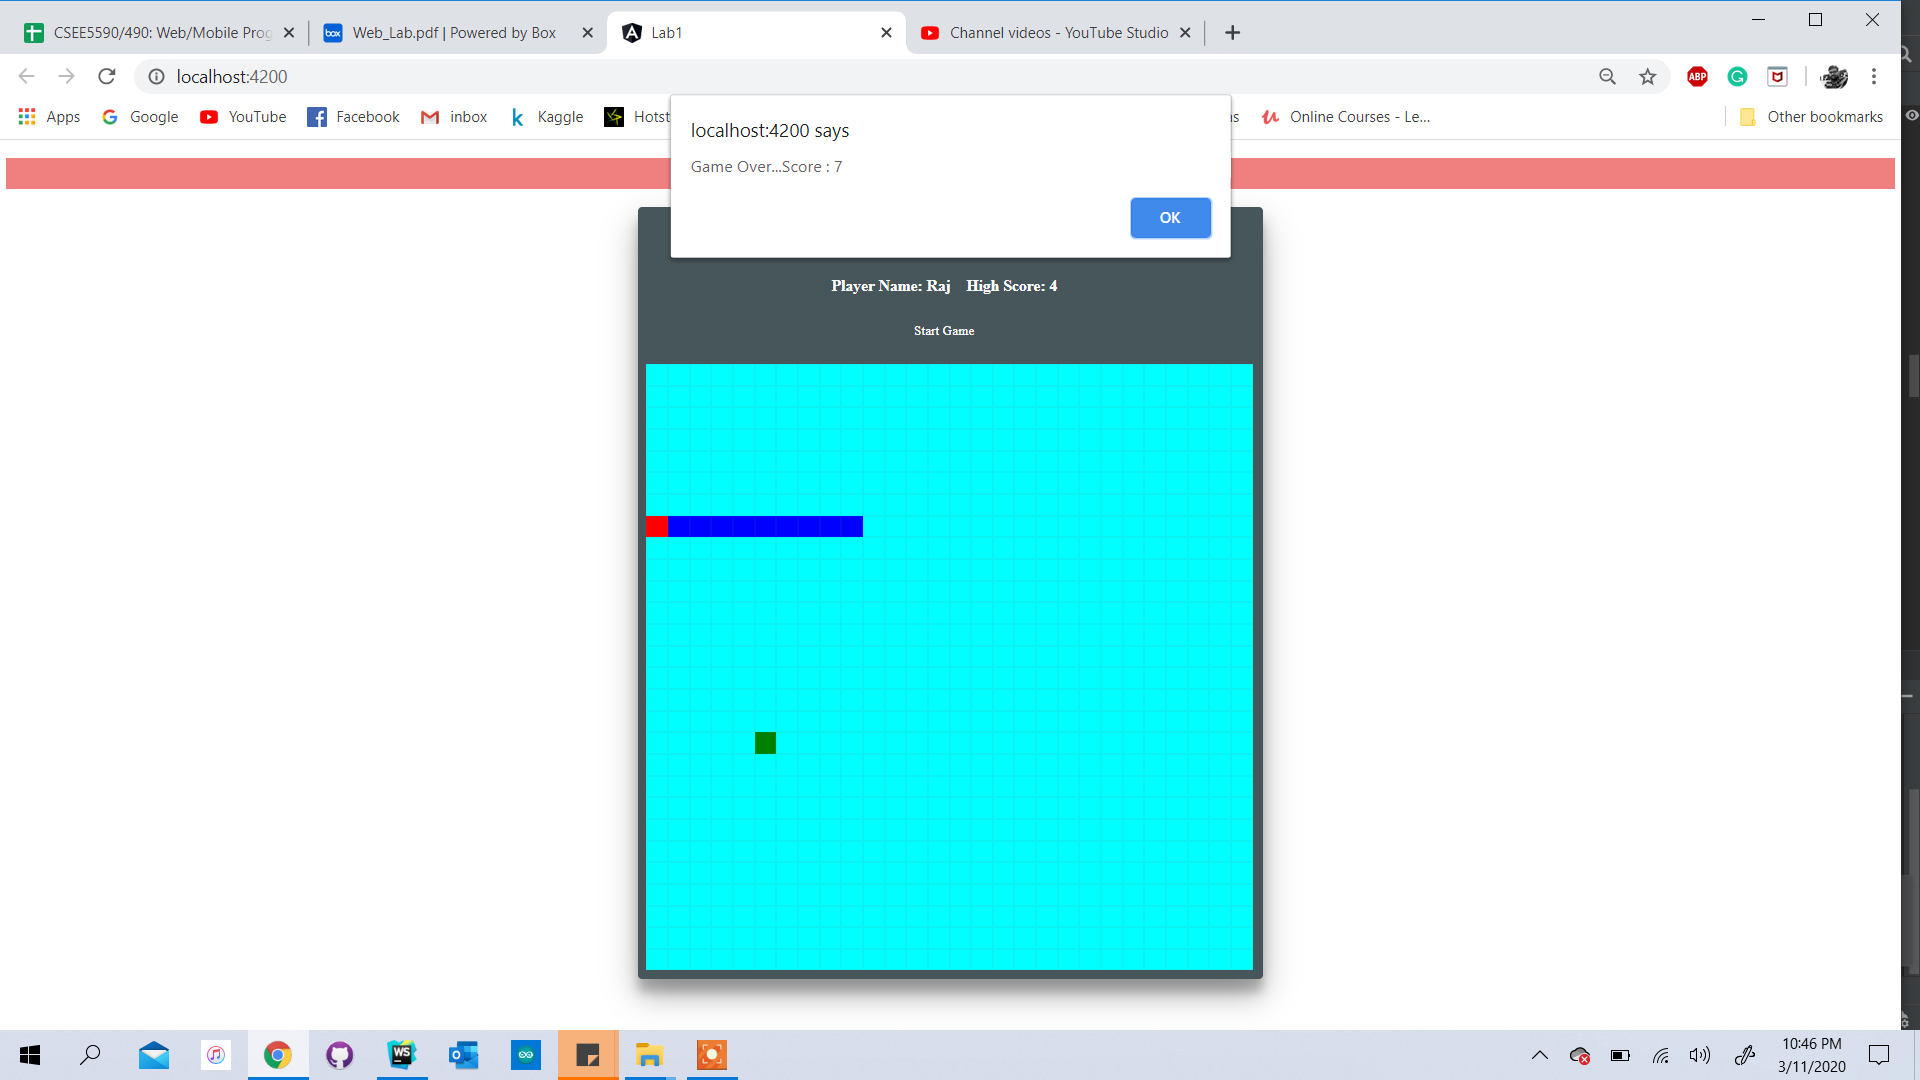 CSEE5590/490: Web/Mobile Prog
Web_Lab.pdf | Powered by Box
Lab1
Channel videos - YouTube Studio
localhost:4200
ABP
Apps
Google
YouTube
Facebook
inbox
Kaggle
Hotst
Online Courses - Le...
Other bookmarks
localhost:4200 says
Game Over...Score : 7
OK
Player Name: Raj High Score: 4
Start Game
10:46 PM
3/11/2020